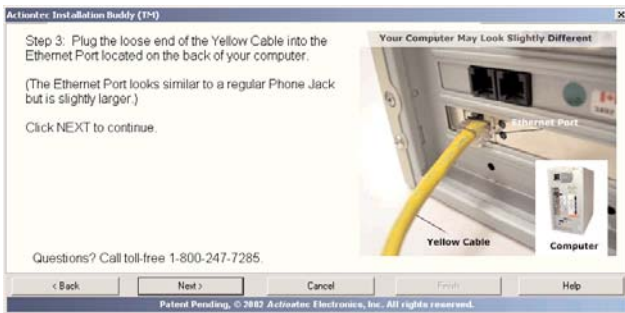 Actiontec Installation Buddy (TM)
Step 3: Plug the loose end of the Yellow Cable into the
Ethernet Port located on the back of your computer.
(The Ethernet Port looks similar to a regular Phone Jack
but is slightly larger.)
Click NEXT to continue.
Questions? Call toll-free 1-800-247-7285.
Your Computer May Look Slightly Different
Ethernet Port
Yellow Cable
Computer
< Back
Next >
Cancel
Finish
Help
Patent Pending, © 2002 Actiontec Electronics, Inc. All rights reserved.